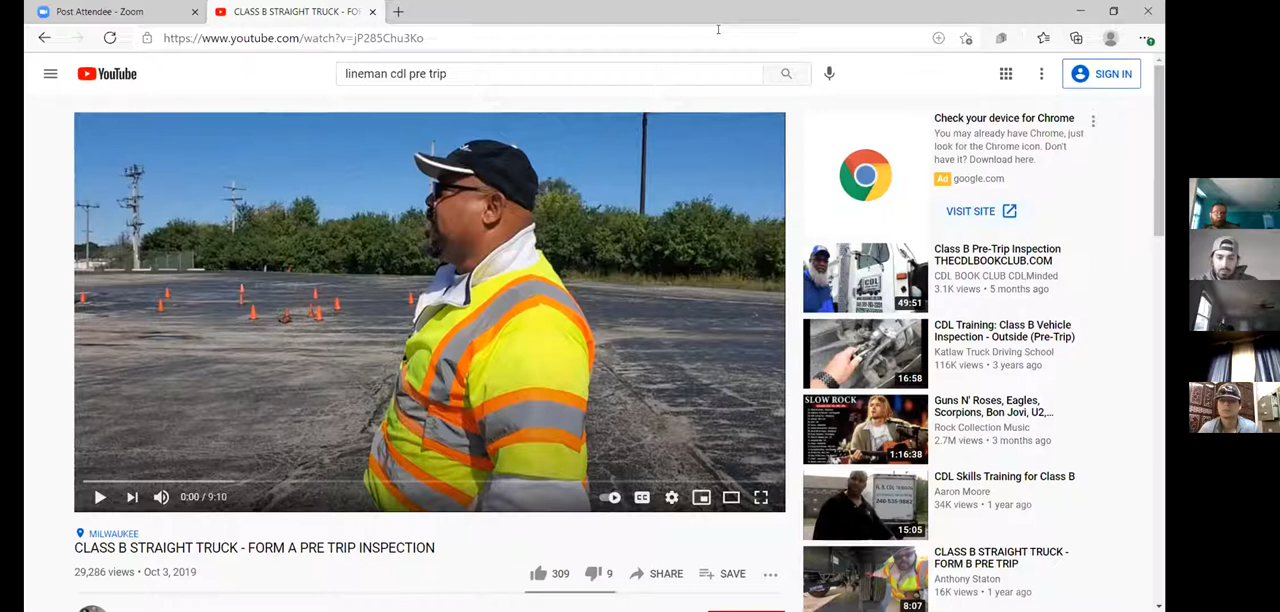 Post Attendee - Zoom
CLASS B STRAIGHT TRUCK - FO
https://www.youtube.com/watch?v=jP285Chu3Ko
YouTube
lineman cdl pre trip
SIGN IN
0:00 / 9:10
CC
MILWAUKEE
CLASS B STRAIGHT TRUCK - FORM A PRE TRIP INSPECTION
29,286 views • Oct 3, 2019
309
9
SHARE
SAVE
Check your device for Chrome
You may already have Chrome, just
look for the Chrome icon. Don't
have it? Download here.
Ad google.com
VISIT SITE
49:51
Class B Pre-Trip Inspection
THECDLBOOKCLUB.COM
CDL BOOK CLUB CDLMinded
3.1K views • 5 months ago
16:58
CDL Training: Class B Vehicle
Inspection - Outside (Pre-Trip)
Katlaw Truck Driving School
116K views • 3 years ago
SLOW ROCK
1:16:38
Guns N' Roses, Eagles,
Scorpions, Bon Jovi, U2,...
Rock Collection Music
2.7M views • 3 months ago
15:05
CDL Skills Training for Class B
Aaron Moore
34K views • 1 year ago
8:07
CLASS B STRAIGHT TRUCK -
FORM B PRE TRIP
Anthony Staton
16K views • 1 year ago